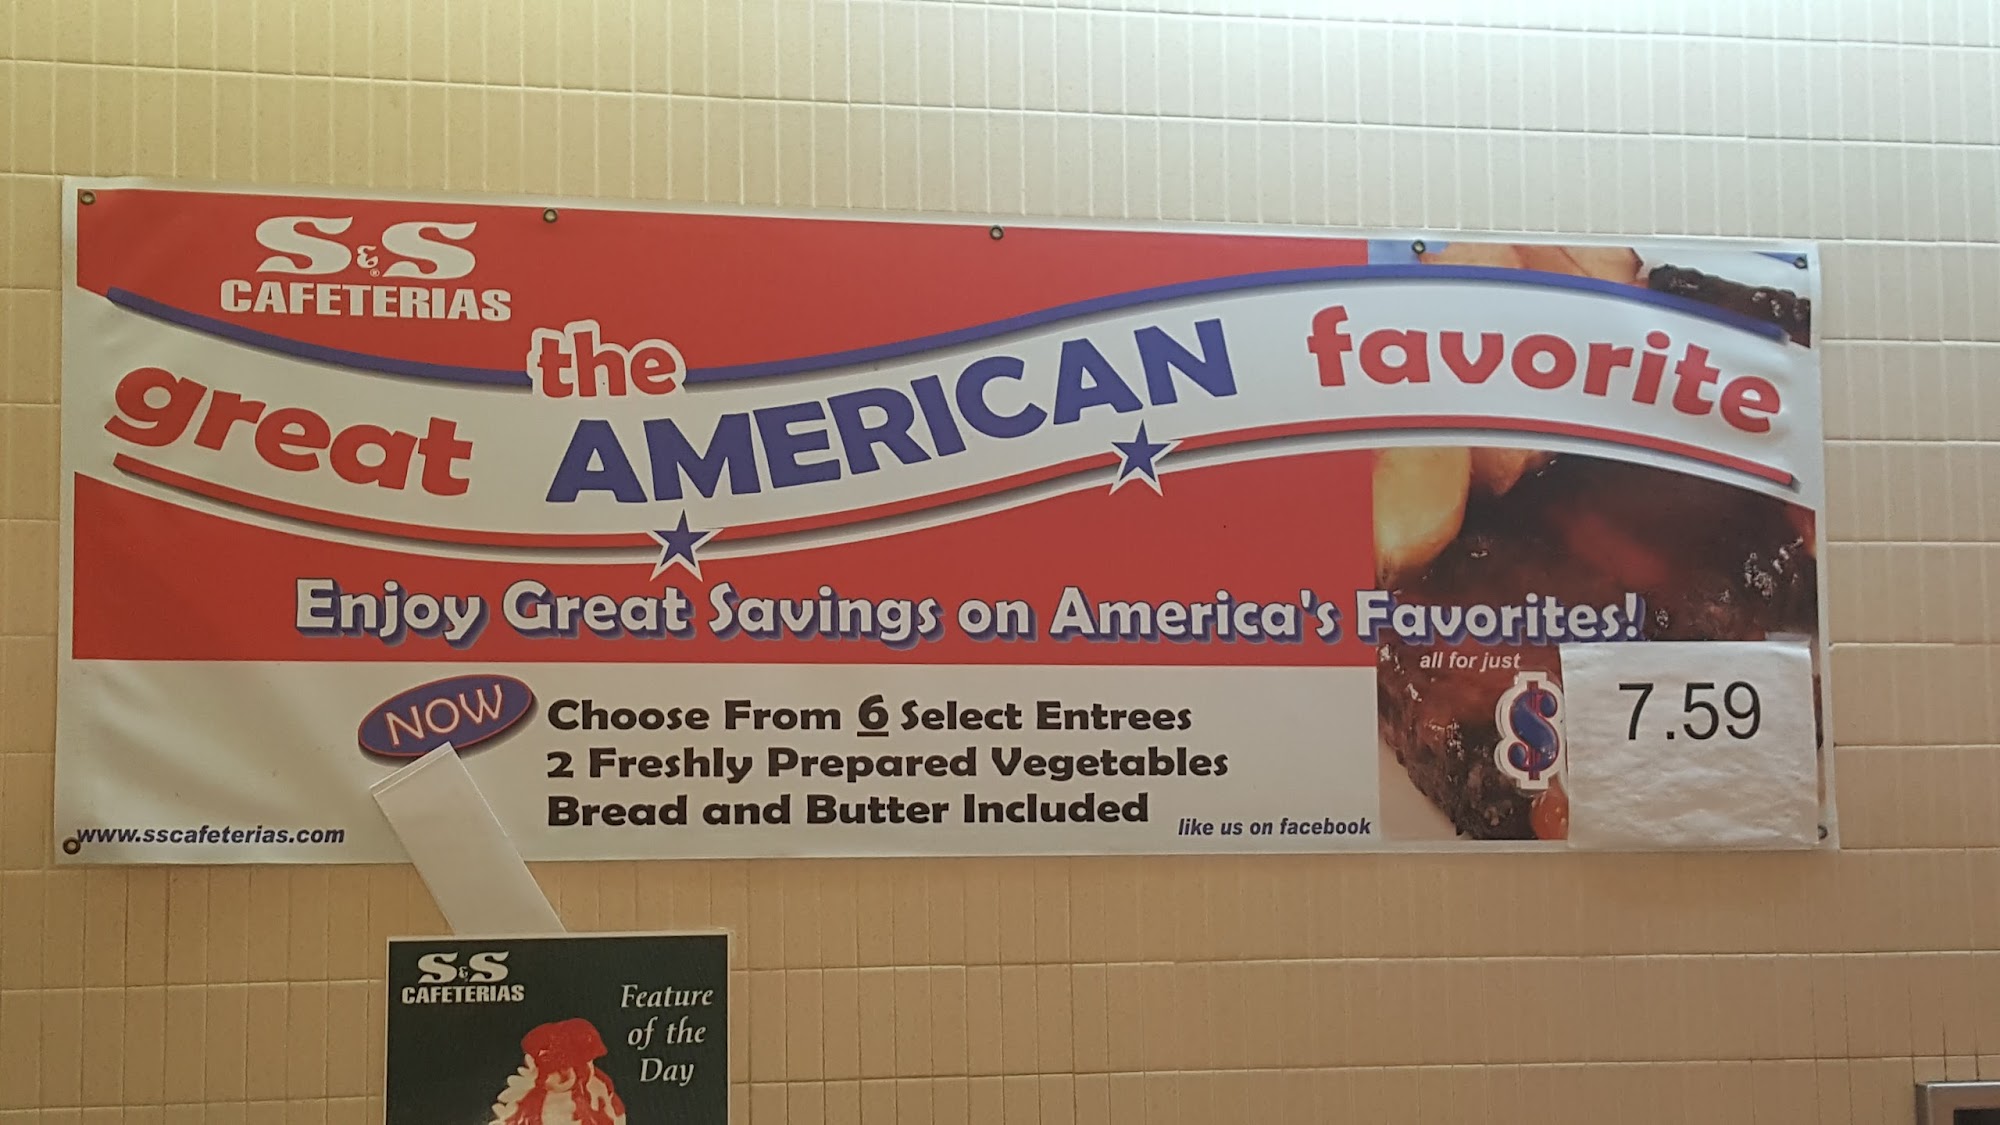 S&S®
CAFETERIAS
the
great AMERICAN favorite
Enjoy Great Savings on America's Favorites!
all for just
$ 7.59
NOW
Choose From 6 Select Entrees
2 Freshly Prepared Vegetables
Bread and Butter Included
www.sscafeterias.com
like us on facebook
S&S
CAFETERIAS
Feature
of the
Day